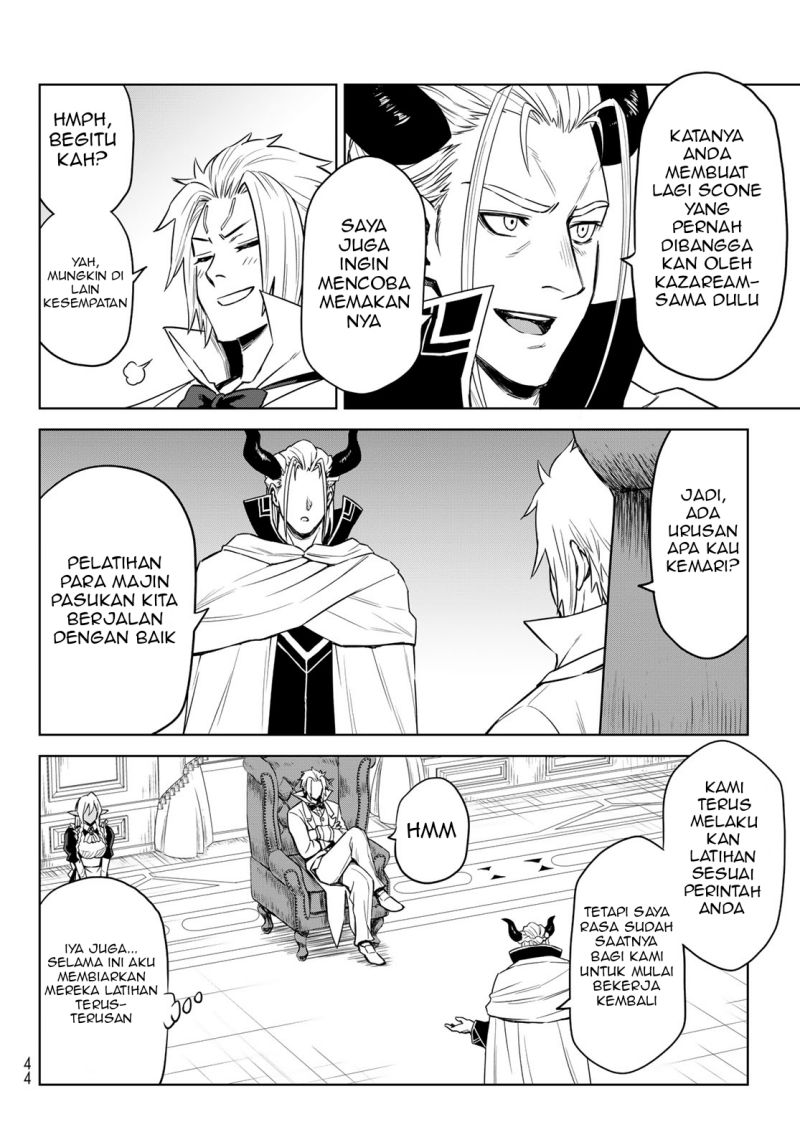 KATANYA
ANDA
MEMBUAT
LAGI SCONE
YANG
PERNAH
DIBANGGA
KAN OLEH
KAZAREAM-
SAMA DULU
SAYA
JUGA
INGIN
MENCOBA
MEMAKAN
NYA
HMPH,
BEGITU
KAH?
YAH,
MUNGKIN DI
LAIN
KESEMPATAN
JADI,
ADA
URUSAN
APA KAU
KEMARI?
PELATIHAN
PARA MAJIN
PASUKAN KITA
BERJALAN
DENGAN BAIK
KAMI
TERUS
MELAKU
KAN
LATIHAN
SESUAI
PERINTAH
ANDA
TETAPI SAYA
RASA SUDAH
SAATNYA
BAGI KAMI
UNTUK MULAI
BEKERJA
KEMBALI
HMM
IYA JUGA...
SELAMA INI AKU
MEMBIARKAN
MEREKA LATIHAN
TERUS-
TERUSAN
44